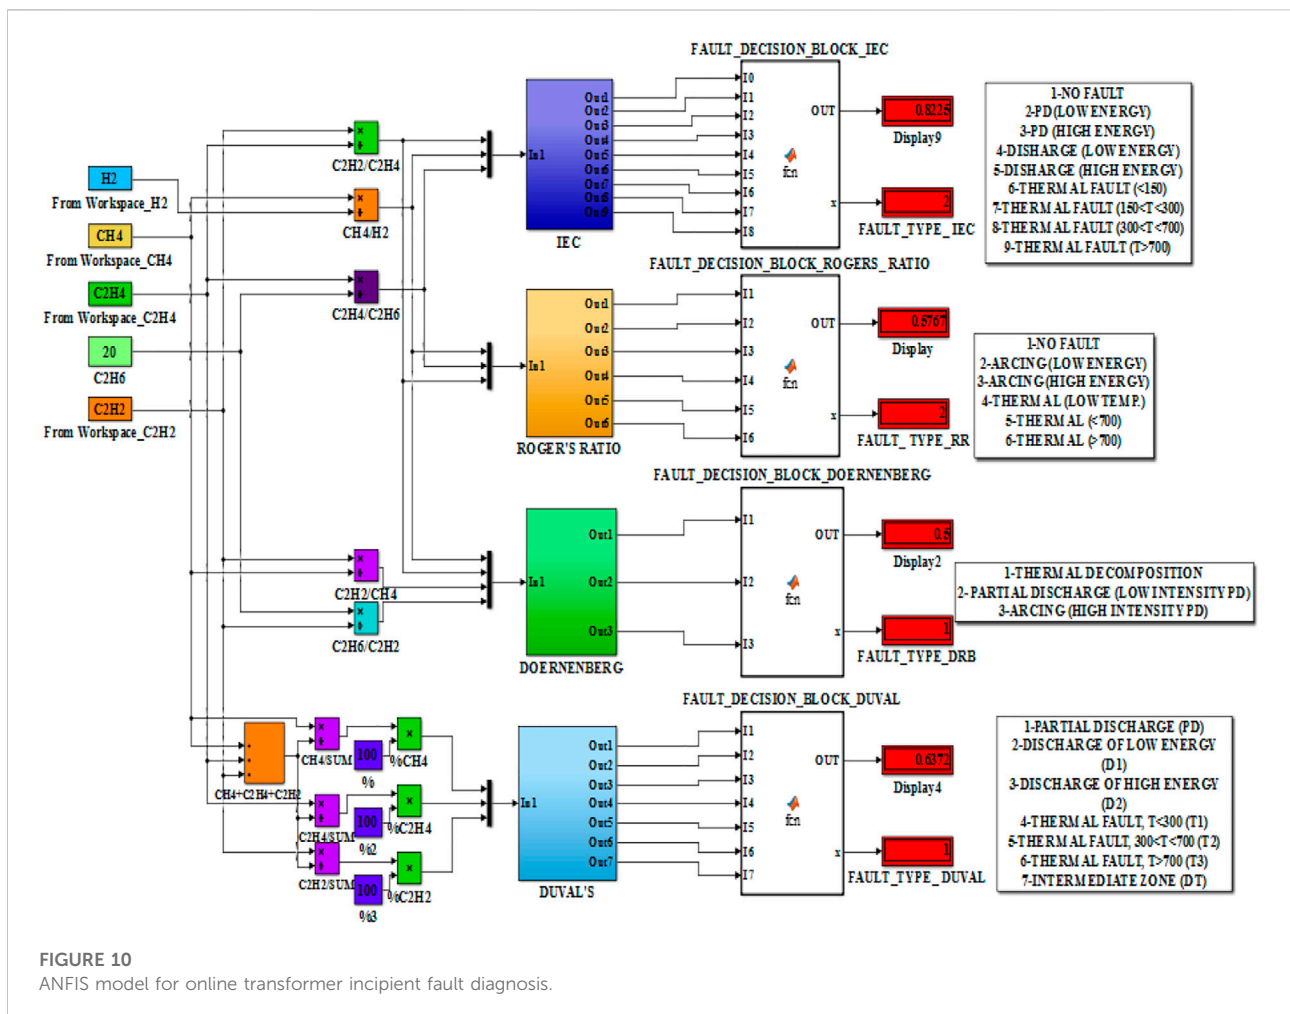 FAULT_DECISION_BLOCK_IEC
H2
From Workspace_H2
CH4
From Workspace_CH4
C2H4
From Workspace_C2H4
20
C2H6
C2H2
From Workspace_C2H2
×
÷
C2H2/C2H4
×
÷
CH4/H2
×
÷
C2H4/C2H6
×
÷
C2H2/CH4
×
÷
C2H6/C2H2
In1
Out1
Out2
Out3
Out4
Out5
Out6
Out7
Out8
Out9
IEC
I0
I1
I2
I3
I4
I5
I6
I7
I8
fcn
OUT
x
0.8225
Display9
2
FAULT_TYPE_IEC
1-NO FAULT
2-PD (LOW ENERGY)
3-PD (HIGH ENERGY)
4-DISHARGE (LOW ENERGY)
5-DISHARGE (HIGH ENERGY)
6-THERMAL FAULT (<150)
7-THERMAL FAULT (150<T<300)
8-THERMAL FAULT (300<T<700)
9-THERMAL FAULT (T>700)
FAULT_DECISION_BLOCK_ROGERS_RATIO
In1
Out1
Out2
Out3
Out4
Out5
Out6
ROGER'S RATIO
I1
I2
I3
I4
I5
I6
fcn
OUT
x
0.5767
Display
2
FAULT_TYPE_RR
1-NO FAULT
2-ARCING (LOW ENERGY)
3-ARCING (HIGH ENERGY)
4-THERMAL (LOW TEMP.)
5-THERMAL (<700)
6-THERMAL (>700)
FAULT_DECISION_BLOCK_DOERNENBERG
In1
Out1
Out2
Out3
DOERNENBERG
I1
I2
I3
fcn
OUT
x
0.5
Display2
1
FAULT_TYPE_DRB
1-THERMAL DECOMPOSITION
2- PARTIAL DISCHARGE (LOW INTENSITY PD)
3-ARCING (HIGH INTENSITY PD)
FAULT_DECISION_BLOCK_DUVAL
CH4+C2H4+C2H2
×
÷
CH4/SUM
100
%
×
%CH4
×
÷
C2H4/SUM
100
%2
×
%C2H4
×
÷
C2H2/SUM
100
%3
×
%C2H2
In1
Out1
Out2
Out3
Out4
Out5
Out6
Out7
DUVAL'S
I1
I2
I3
I4
I5
I6
I7
fcn
OUT
x
0.6372
Display4
1
FAULT_TYPE_DUVAL
1-PARTIAL DISCHARGE (PD)
2-DISCHARGE OF LOW ENERGY
(D1)
3-DISCHARGE OF HIGH ENERGY
(D2)
4-THERMAL FAULT, T<300 (T1)
5-THERMAL FAULT, 300<T<700 (T2)
6-THERMAL FAULT, T>700 (T3)
7-INTERMEDIATE ZONE (DT)
FIGURE 10
ANFIS model for online transformer incipient fault diagnosis.